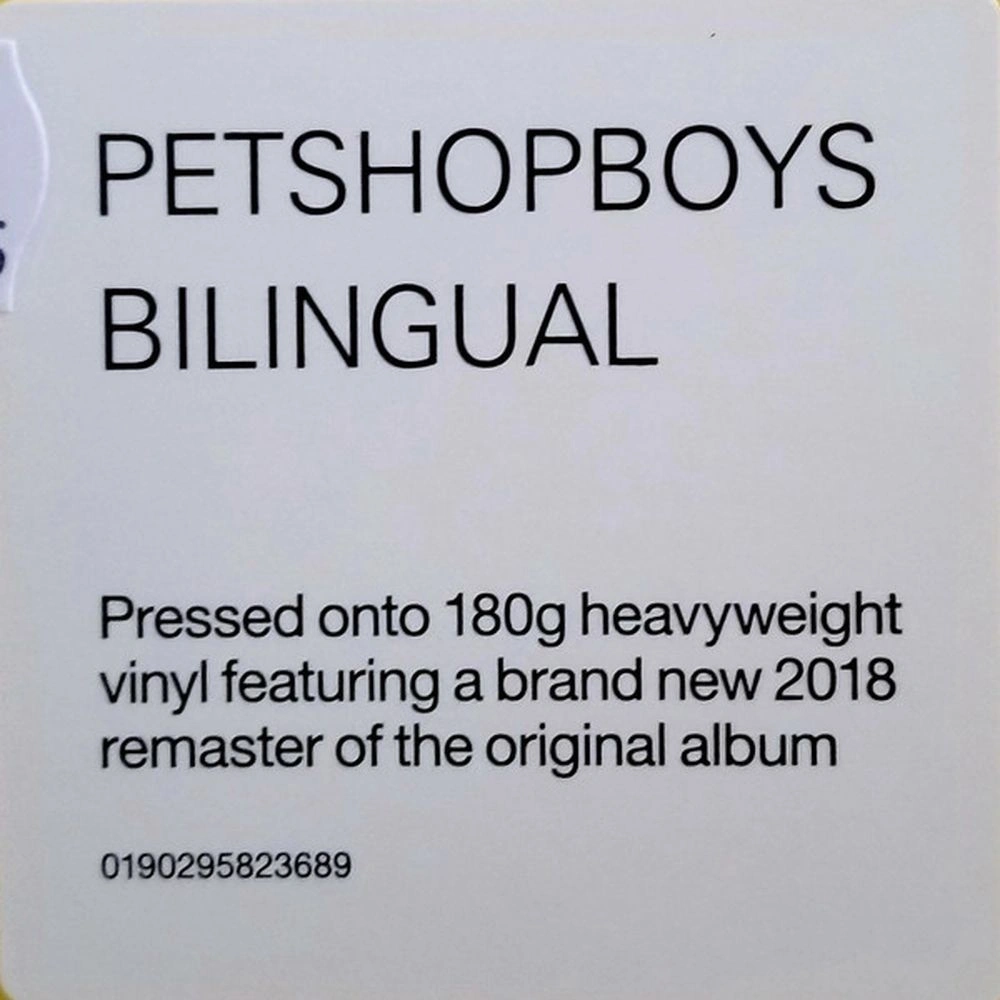 PETSHOPBOYS
BILINGUAL
Pressed onto 180g heavyweight
vinyl featuring a brand new 2018
remaster of the original album
0190295823689